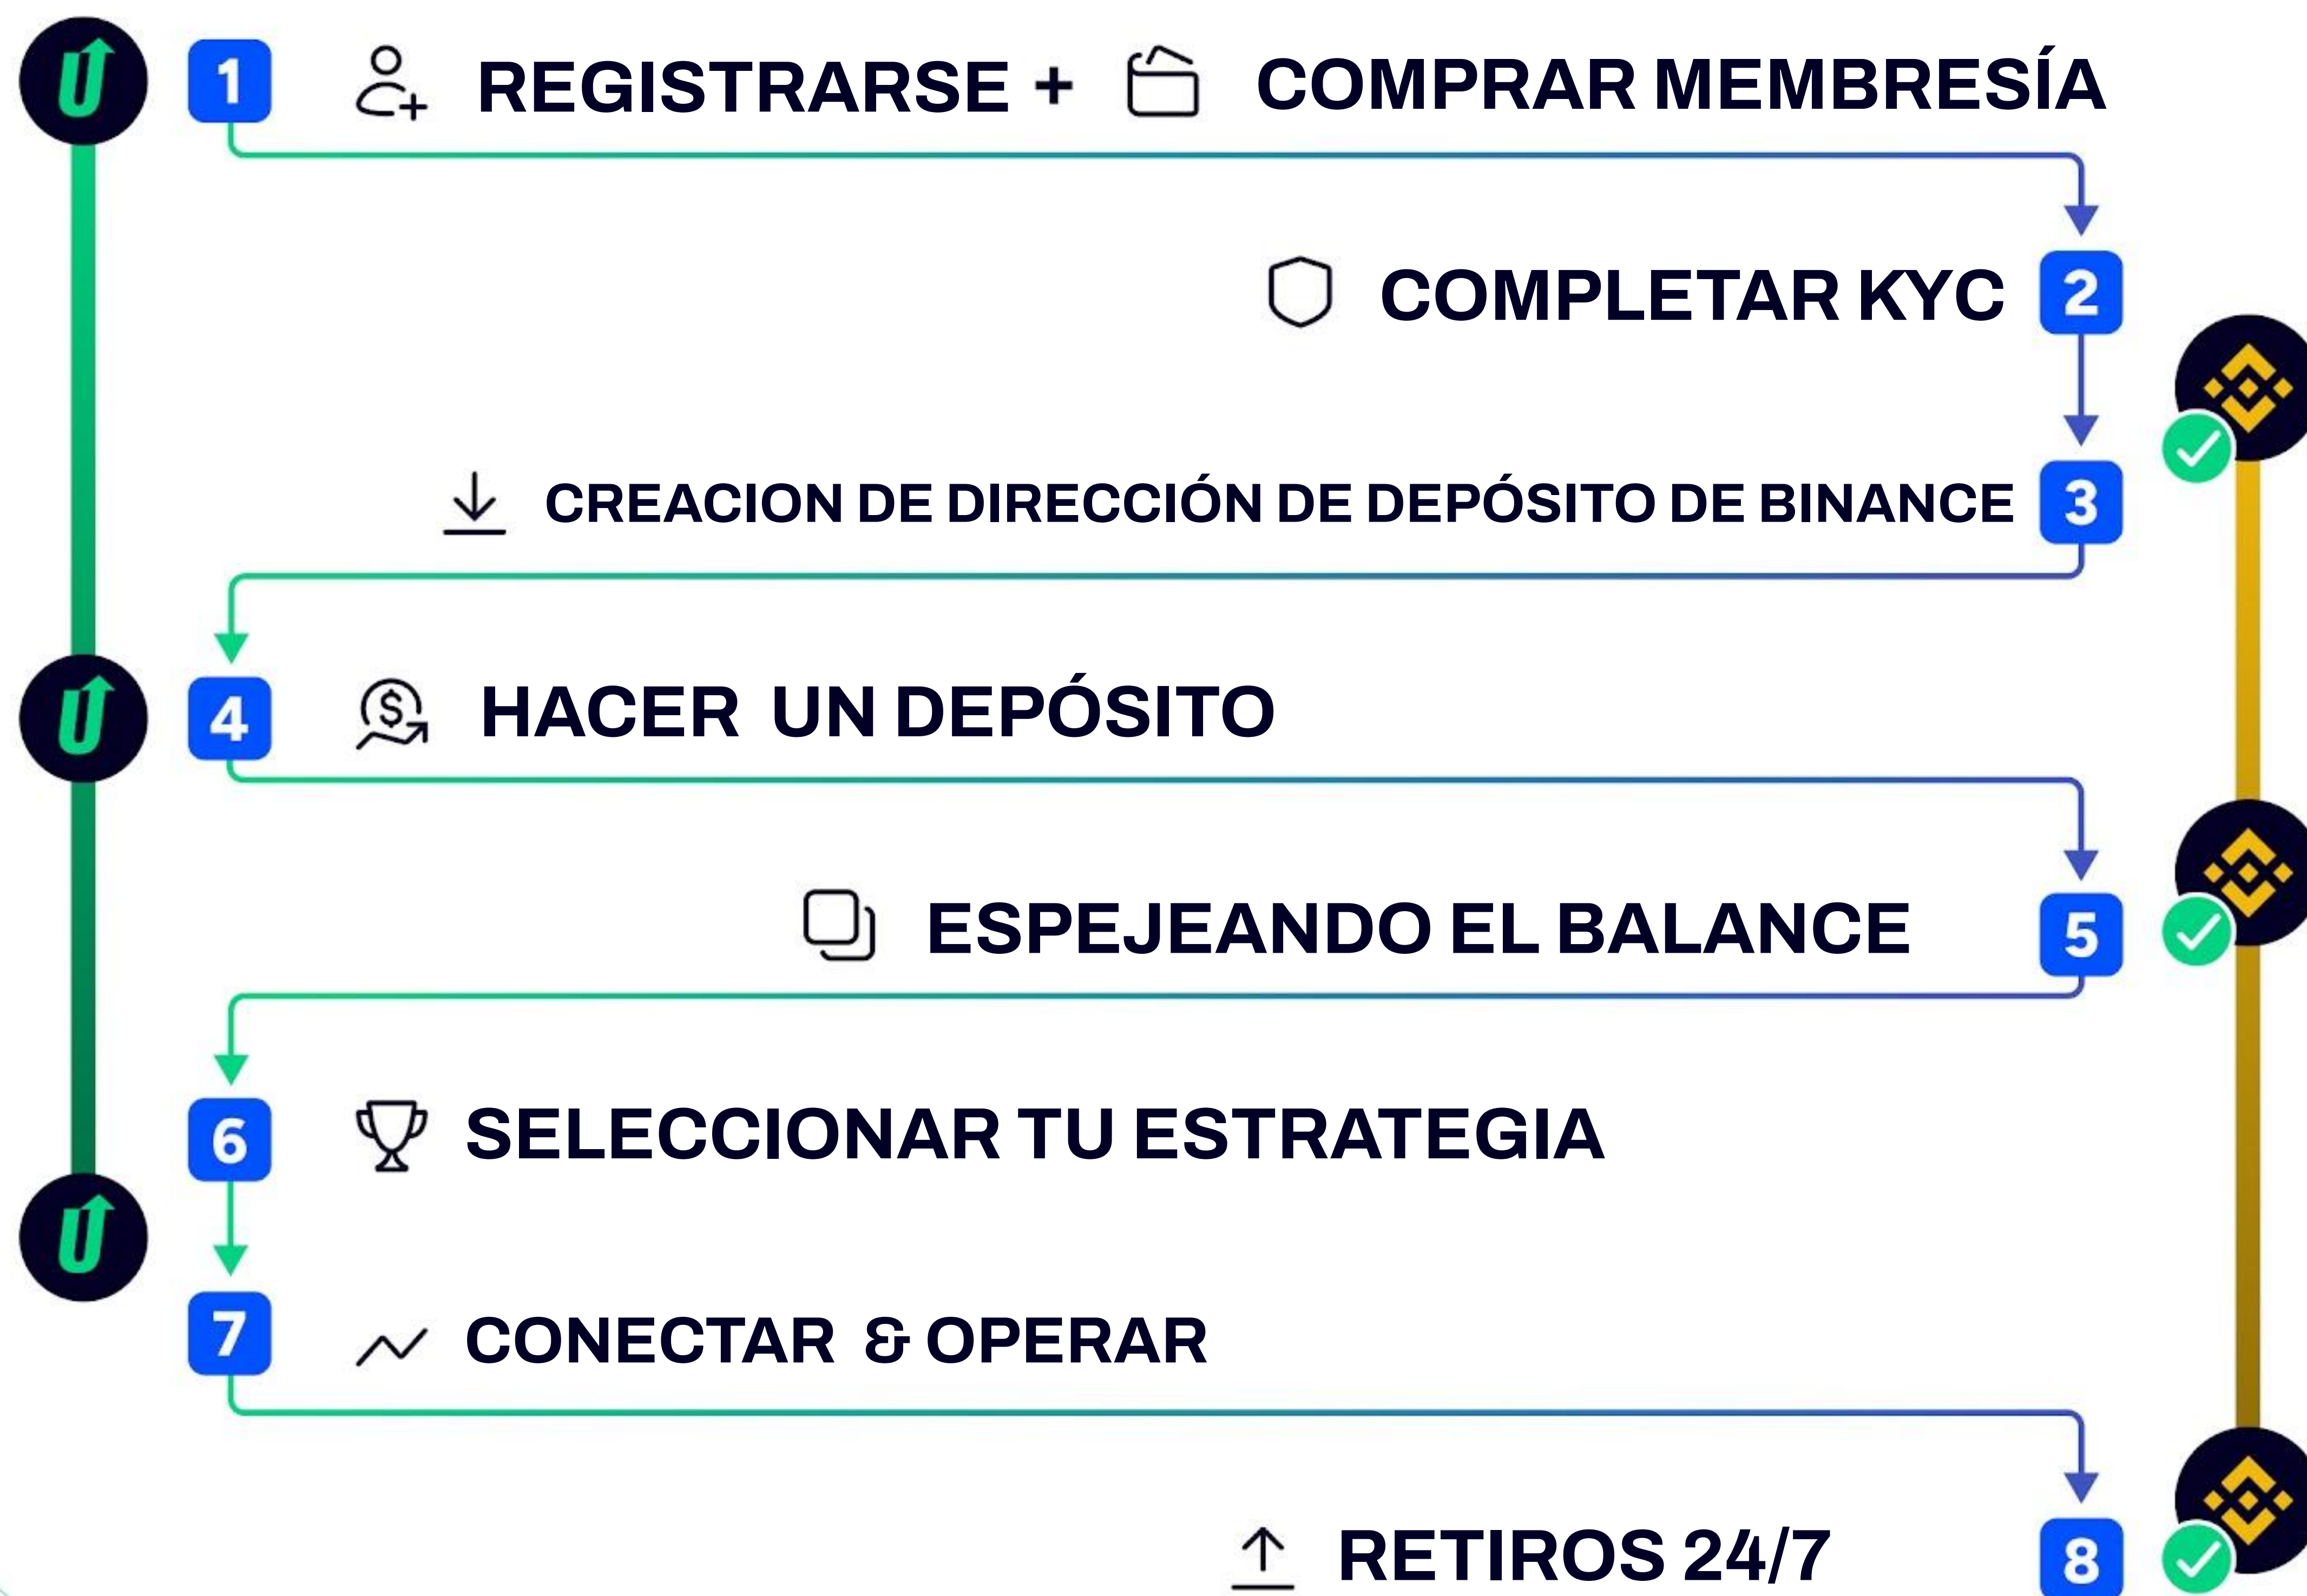 1 REGISTRARSE + COMPRAR MEMBRESÍA
COMPLETAR KYC 2
CREACION DE DIRECCIÓN DE DEPÓSITO DE BINANCE 3
4 HACER UN DEPÓSITO
ESPEJEANDO EL BALANCE 5
6 SELECCIONAR TU ESTRATEGIA
7 CONECTAR & OPERAR
RETIROS 24/7 8